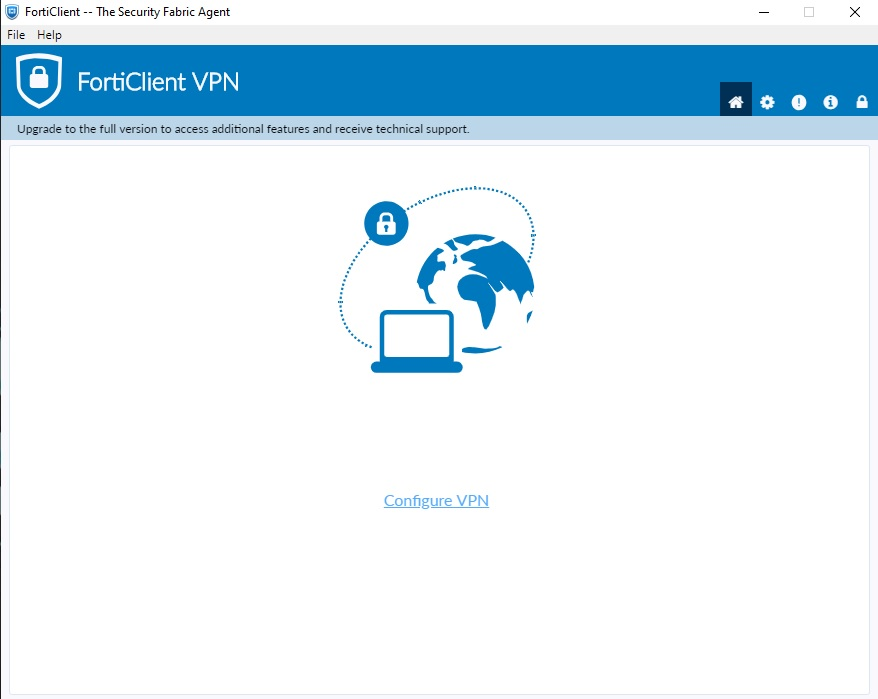 FortiClient -- The Security Fabric Agent
File Help
FortiClient VPN
Upgrade to the full version to access additional features and receive technical support.
Configure VPN